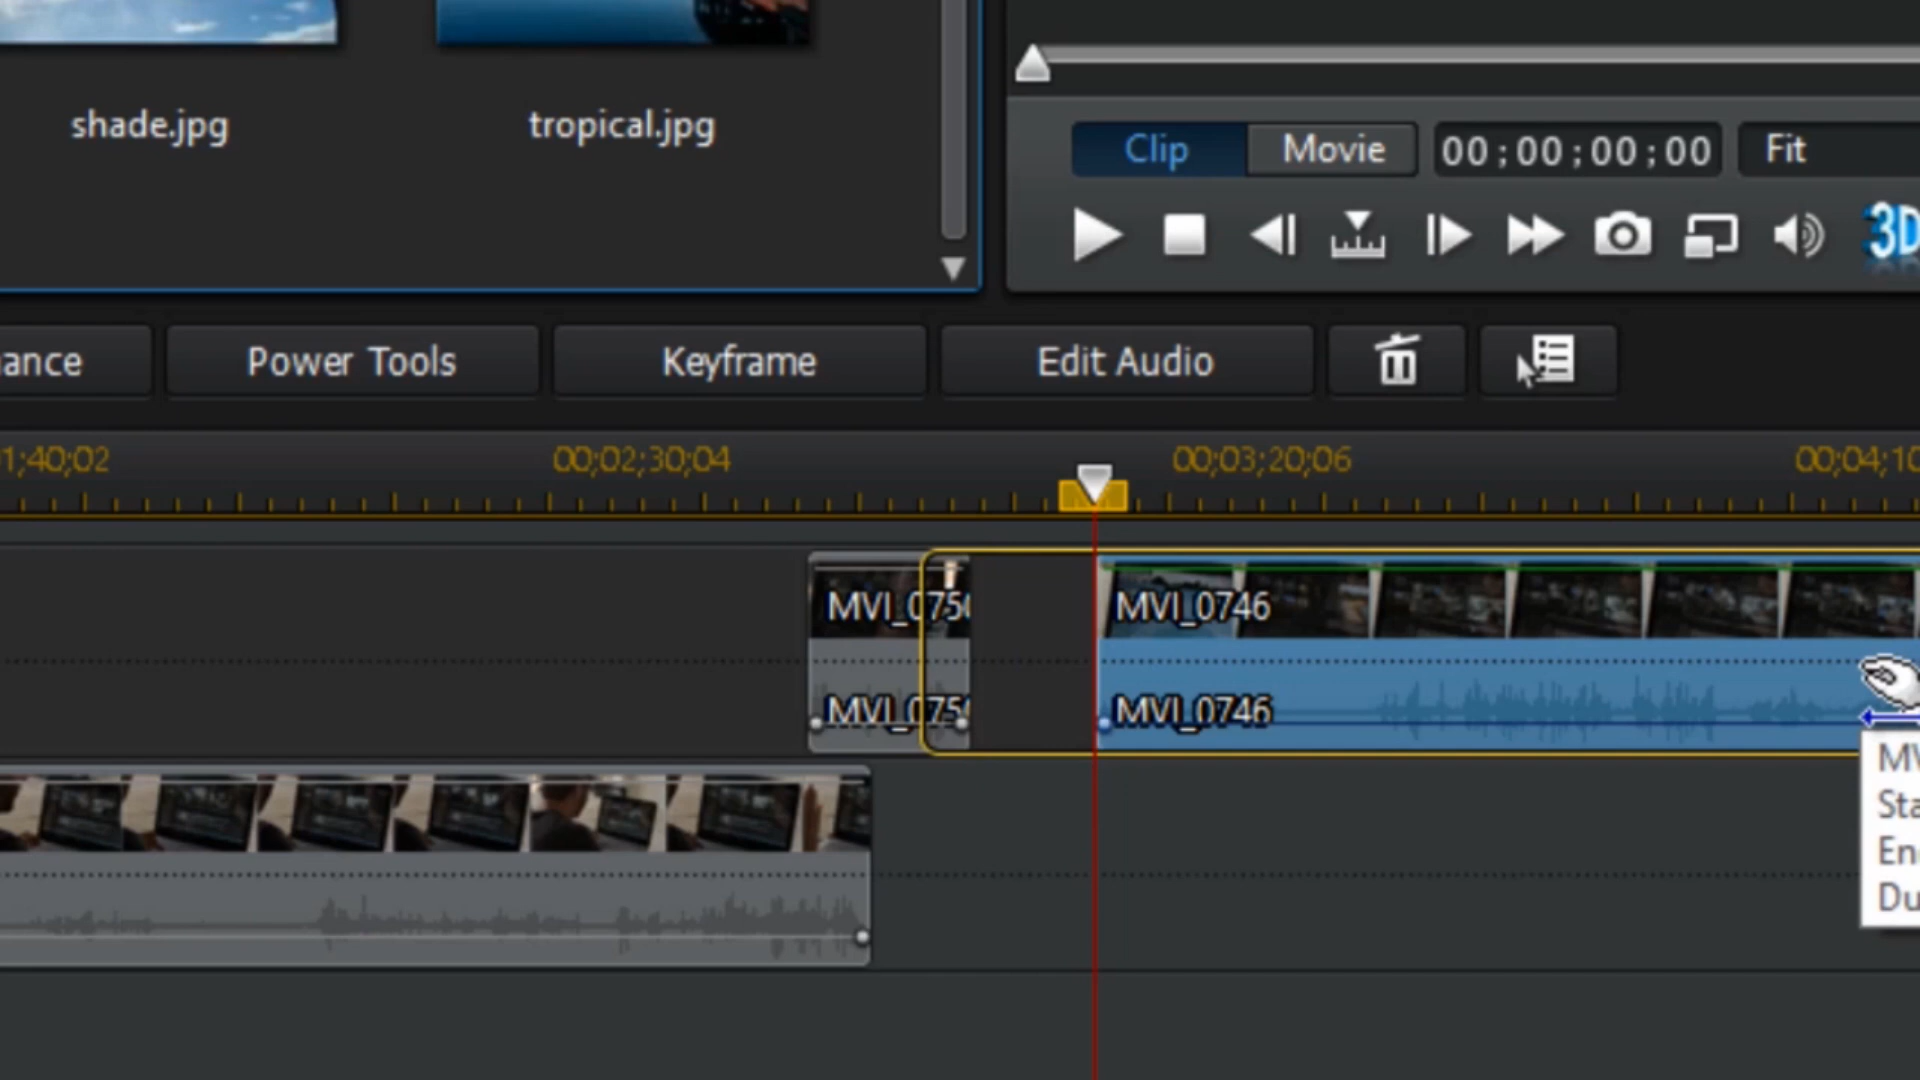 shade.jpg
tropical.jpg
Clip
Movie
00;00;00;00
Fit
3D
ance
Power Tools
Keyframe
Edit Audio
1;40;02
00;02;30;04
00;03;20;06
00;04;10
MVI_075
MVI_0746
MVI_075
MVI_0746
MV
Sta
En
Du